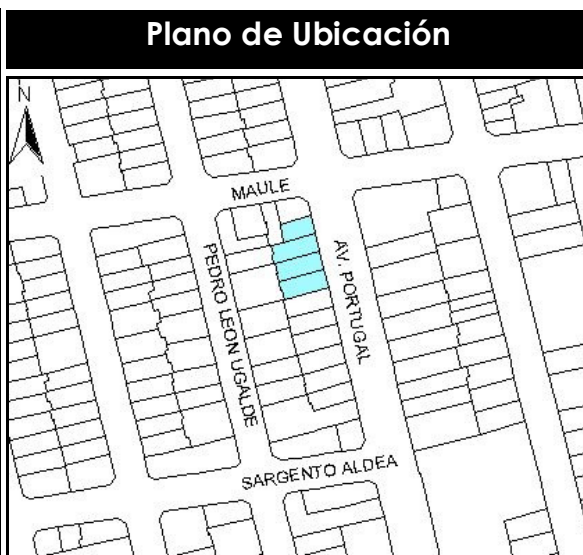 Plano de Ubicación
N
MAULE
PEDRO LEON UGALDE
AV. PORTUGAL
SARGENTO ALDEA